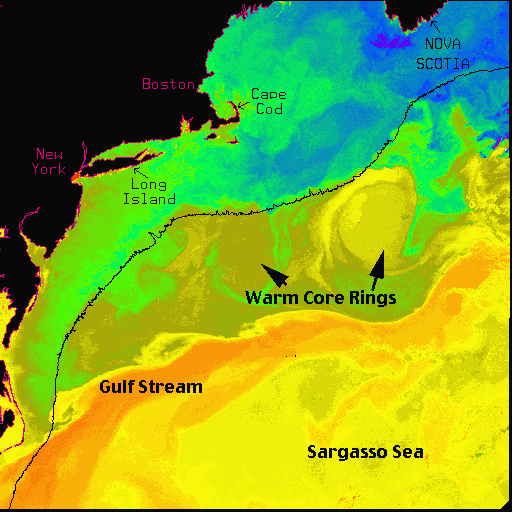 NOVA
SCOTIA
Boston
Cape
Cod
New
York
Long
Island
Warm Core Rings
Gulf Stream
Sargasso Sea